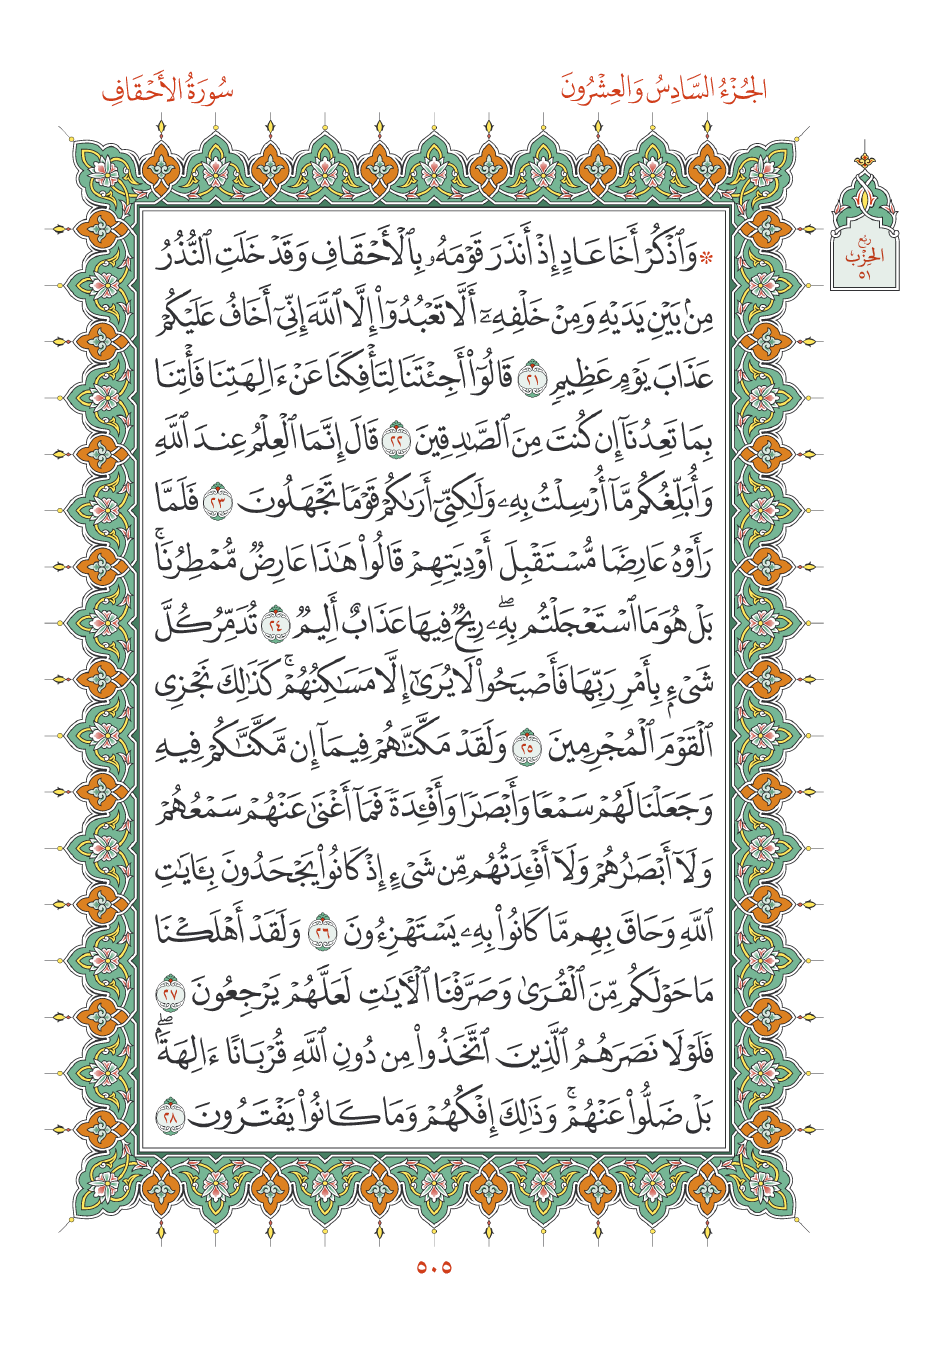 الجُزْءُ السَّادِسُ وَالعِشْرُونَ
سُورَةُ الأَحْقَافِ
۞ وَٱذْكُرْ أَخَا عَادٍ إِذْ أَنذَرَ قَوْمَهُۥ بِٱلْأَحْقَافِ وَقَدْ خَلَتِ ٱلنُّذُرُ
مِنۢ بَيْنِ يَدَيْهِ وَمِنْ خَلْفِهِۦٓ أَلَّا تَعْبُدُوٓا۟ إِلَّا ٱللَّهَ إِنِّىٓ أَخَافُ عَلَيْكُمْ
عَذَابَ يَوْمٍ عَظِيمٍ ٢١ قَالُوٓا۟ أَجِئْتَنَا لِتَأْفِكَنَا عَنْ ءَالِهَتِنَا فَأْتِنَا
بِمَا تَعِدُنَآ إِن كُنتَ مِنَ ٱلصَّٰدِقِينَ ٢٢ قَالَ إِنَّمَا ٱلْعِلْمُ عِندَ ٱللَّهِ
وَأُبَلِّغُكُم مَّآ أُرْسِلْتُ بِهِۦ وَلَٰكِنِّىٓ أَرَىٰكُمْ قَوْمًا تَجْهَلُونَ ٢٣ فَلَمَّا
رَأَوْهُ عَارِضًا مُّسْتَقْبِلَ أَوْدِيَتِهِمْ قَالُوا۟ هَٰذَا عَارِضٌ مُّمْطِرُنَا ۚ
بَلْ هُوَ مَا ٱسْتَعْجَلْتُم بِهِۦ ۖ رِيحٌ فِيهَا عَذَابٌ أَلِيمٌ ٢٤ تُدَمِّرُ كُلَّ
شَىْءٍۭ بِأَمْرِ رَبِّهَا فَأَصْبَحُوا۟ لَا يُرَىٰٓ إِلَّا مَسَٰكِنُهُمْ ۚ كَذَٰلِكَ نَجْزِى
ٱلْقَوْمَ ٱلْمُجْرِمِينَ ٢٥ وَلَقَدْ مَكَّنَّٰهُمْ فِيمَآ إِن مَّكَّنَّٰكُمْ فِيهِ
وَجَعَلْنَا لَهُمْ سَمْعًا وَأَبْصَٰرًا وَأَفْـِٔدَةً فَمَآ أَغْنَىٰ عَنْهُمْ سَمْعُهُمْ
وَلَآ أَبْصَٰرُهُمْ وَلَآ أَفْـِٔدَتُهُم مِّن شَىْءٍ إِذْ كَانُوا۟ يَجْحَدُونَ بِـَٔايَٰتِ
ٱللَّهِ وَحَاقَ بِهِم مَّا كَانُوا۟ بِهِۦ يَسْتَهْزِءُونَ ٢٦ وَلَقَدْ أَهْلَكْنَا
مَا حَوْلَكُم مِّنَ ٱلْقُرَىٰ وَصَرَّفْنَا ٱلْـَٔايَٰتِ لَعَلَّهُمْ يَرْجِعُونَ ٢٧
فَلَوْلَا نَصَرَهُمُ ٱلَّذِينَ ٱتَّخَذُوا۟ مِن دُونِ ٱللَّهِ قُرْبَانًا ءَالِهَةًۢ ۖ
بَلْ ضَلُّوا۟ عَنْهُمْ ۚ وَذَٰلِكَ إِفْكُهُمْ وَمَا كَانُوا۟ يَفْتَرُونَ ٢٨
رُبُع
الحِزْب
٥١
٥٠٥